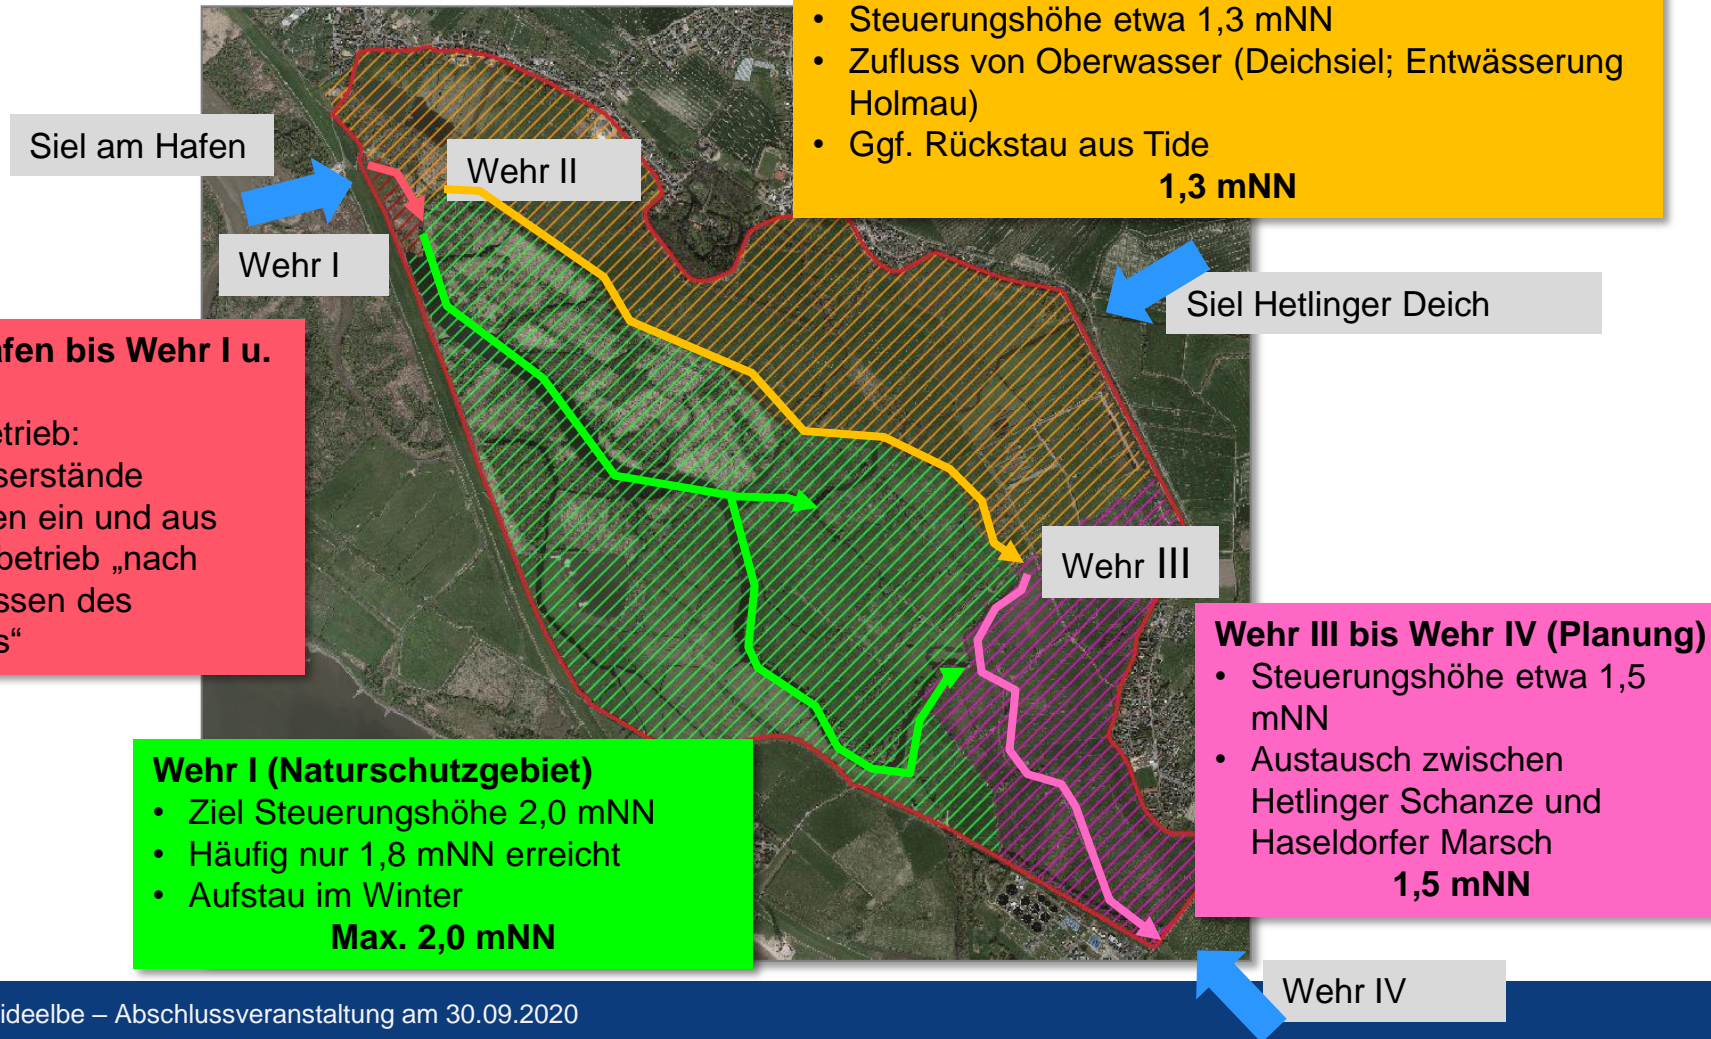 • Steuerungshöhe etwa 1,3 mNN
• Zufluss von Oberwasser (Deichsiel; Entwässerung
Holmau)
• Ggf. Rückstau aus Tide
1,3 mNN
Siel am Hafen
Wehr II
Wehr I
Siel Hetlinger Deich
afen bis Wehr I u.
etrieb:
serstände
en ein und aus
betrieb „nach
ssen des
s“
Wehr III
Wehr III bis Wehr IV (Planung)
• Steuerungshöhe etwa 1,5
mNN
• Austausch zwischen
Hetlinger Schanze und
Haseldorfer Marsch
1,5 mNN
Wehr I (Naturschutzgebiet)
• Ziel Steuerungshöhe 2,0 mNN
• Häufig nur 1,8 mNN erreicht
• Aufstau im Winter
Max. 2,0 mNN
Wehr IV
ideelbe – Abschlussveranstaltung am 30.09.2020